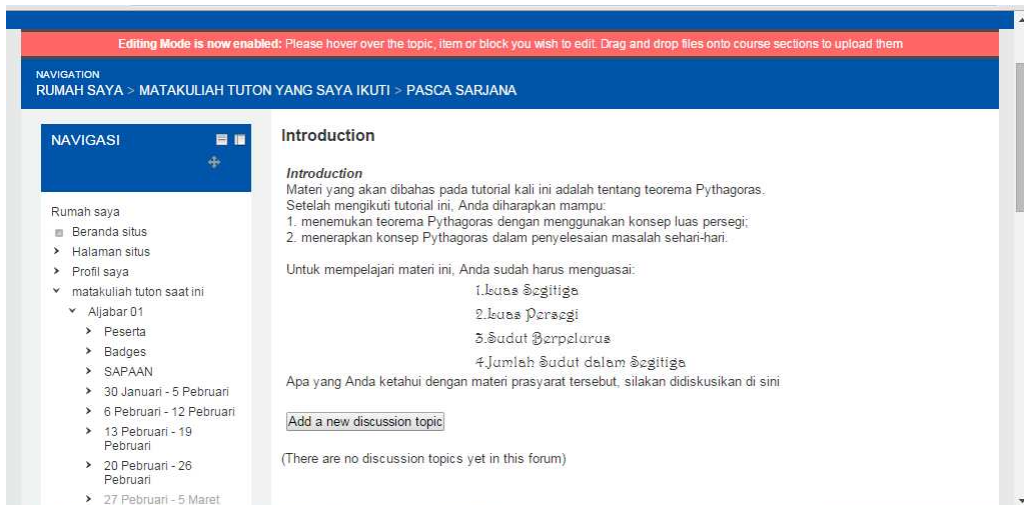 Editing Mode is now enabled: Please hover over the topic, item or block you wish to edit. Drag and drop files onto course sections to upload them
NAVIGATION
RUMAH SAYA > MATAKULIAH TUTON YANG SAYA IKUTI > PASCA SARJANA
NAVIGASI
Rumah saya
Beranda situs
Halaman situs
Profil saya
matakuliah tuton saat ini
Aljabar 01
Peserta
Badges
SAPAAN
30 Januari - 5 Pebruari
6 Pebruari - 12 Pebruari
13 Pebruari - 19
Pebruari
20 Pebruari - 26
Pebruari
27 Pebruari - 5 Maret
Introduction
Introduction
Materi yang akan dibahas pada tutorial kali ini adalah tentang teorema Pythagoras.
Setelah mengikuti tutorial ini, Anda diharapkan mampu:
1. menemukan teorema Pythagoras dengan menggunakan konsep luas persegi;
2. menerapkan konsep Pythagoras dalam penyelesaian masalah sehari-hari.
Untuk mempelajari materi ini, Anda sudah harus menguasai:
1.Luas Segitiga
2.Luas Persegi
3.Sudut Berpelurus
4.Jumlah Sudut dalam Segitiga
Apa yang Anda ketahui dengan materi prasyarat tersebut, silakan didiskusikan di sini
Add a new discussion topic
(There are no discussion topics yet in this forum)